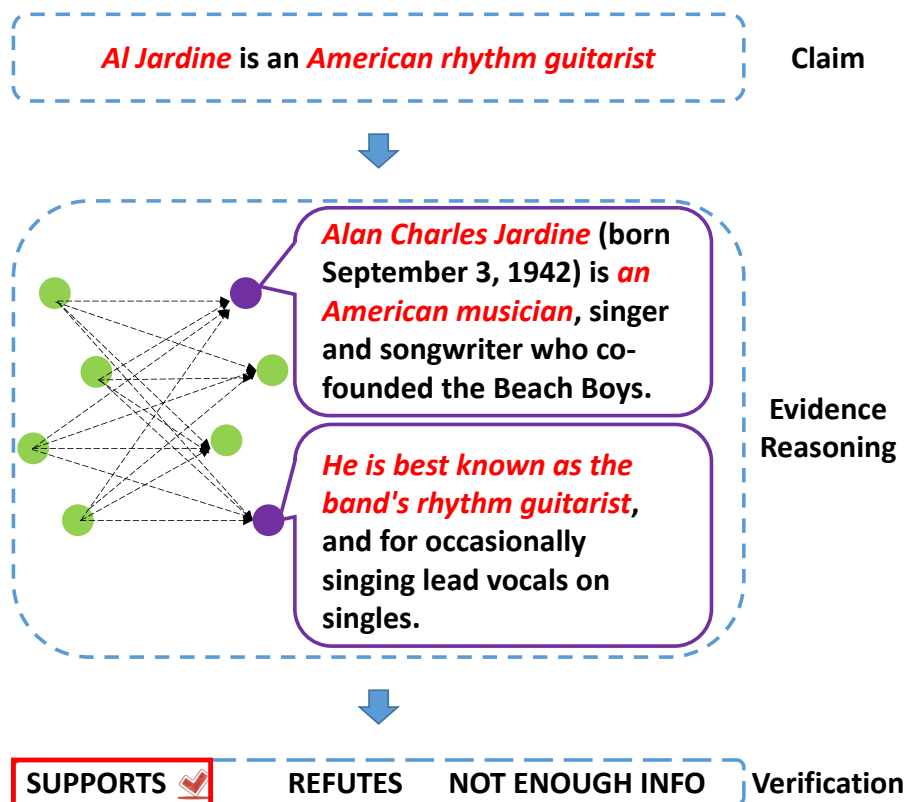 Al Jardine is an American rhythm guitarist
Claim
Alan Charles Jardine (born
September 3, 1942) is an
American musician, singer
and songwriter who co-
founded the Beach Boys.
Evidence
Reasoning
He is best known as the
band's rhythm guitarist,
and for occasionally
singing lead vocals on
singles.
SUPPORTS REFUTES NOT ENOUGH INFO Verification